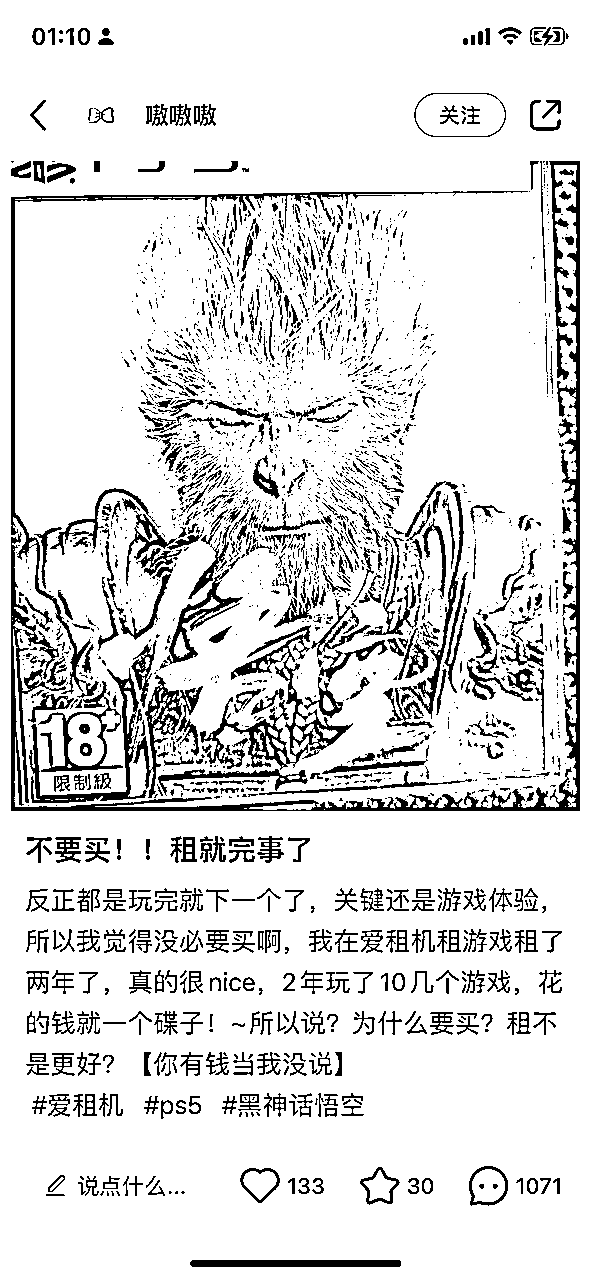 01:10
嗷嗷嗷
关注
18+
限制級
不要买！！租就完事了
反正都是玩完就下一个了，关键还是游戏体验，
所以我觉得没必要买啊，我在爱租机租游戏租了
两年了，真的很nice，2年玩了10几个游戏，花
的钱就一个碟子！~所以说？为什么要买？租不
是更好？【你有钱当我没说】
#爱租机 #ps5 #黑神话悟空
说点什么...
133
30
1071